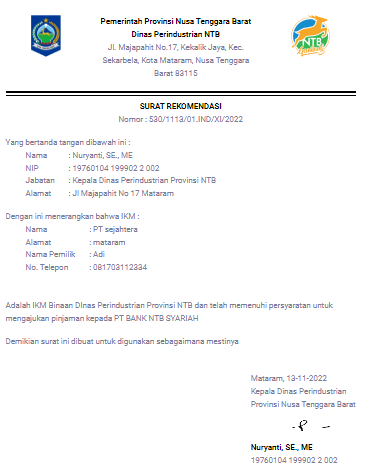 Pemerintah Provinsi Nusa Tenggara Barat
Dinas Perindustrian NTB
Jl. Majapahit No.17, Kekalik Jaya, Kec.
Sekarbela, Kota Mataram, Nusa Tenggara
Barat 83115
NTB
SURAT REKOMENDASI
Nomor : 530/1113/01.IND/XI/2022
Yang bertanda tangan dibawah ini :
Nama : Nuryanti, SE., ME
NIP : 19760104 199902 2 002
Jabatan : Kepala Dinas Perindustrian Provinsi NTB
Alamat : Jl Majapahit No 17 Mataram
Dengan ini menerangkan bahwa IKM :
Nama : PT sejahtera
Alamat : mataram
Nama Pemilik : Adi
No. Telepon : 081703112334
Adalah IKM Binaan DInas Perindustrian Provinsi NTB dan telah memenuhi persyaratan untuk
mengajukan pinjaman kepada PT BANK NTB SYARIAH
Demikian surat ini dibuat untuk digunakan sebagaimana mestinya
Mataram, 13-11-2022
Kepala Dinas Perindustrian
Provinsi Nusa Tenggara Barat
Nuryanti, SE., ME
19760104 199902 2 002